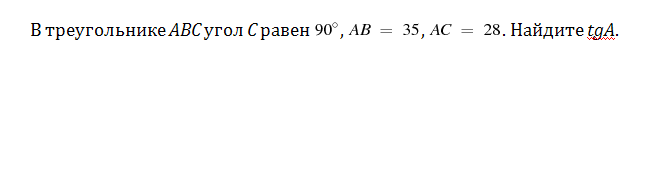 В треугольнике ABC угол C равен 90°, AB = 35, AC = 28. Найдите tgA.